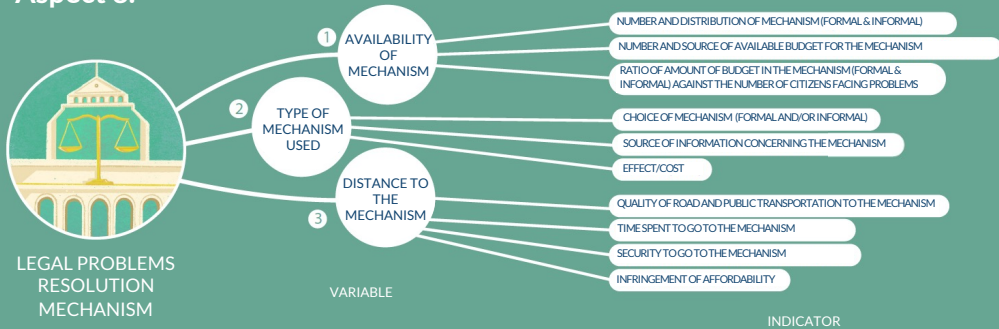 1
AVAILABILITY
OF
MECHANISM
NUMBER AND DISTRIBUTION OF MECHANISM (FORMAL & INFORMAL)
NUMBER AND SOURCE OF AVAILABLE BUDGET FOR THE MECHANISM
RATIO OF AMOUNT OF BUDGET IN THE MECHANISM (FORMAL &
INFORMAL) AGAINST THE NUMBER OF CITIZENS FACING PROBLEMS
2
TYPE OF
MECHANISM
USED
CHOICE OF MECHANISM (FORMAL AND/OR INFORMAL)
SOURCE OF INFORMATION CONCERNING THE MECHANISM
EFFECT/COST
DISTANCE TO
THE
MECHANISM
3
QUALITY OF ROAD AND PUBLIC TRANSPORTATION TO THE MECHANISM
TIME SPENT TO GO TO THE MECHANISM
SECURITY TO GO TO THE MECHANISM
INFRINGEMENT OF AFFORDABILITY
LEGAL PROBLEMS
RESOLUTION
MECHANISM
VARIABLE
INDICATOR